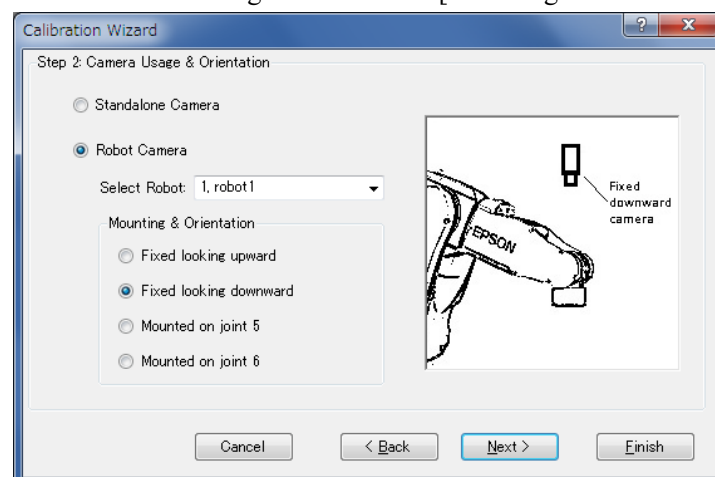 Calibration Wizard
Step 2: Camera Usage & Orientation
Standalone Camera
Robot Camera
Select Robot: 1, robot1
Mounting & Orientation
Fixed looking upward
Fixed looking downward
Mounted on joint 5
Mounted on joint 6
EPSON
Fixed
downward
camera
Cancel
< Back
Next >
Finish